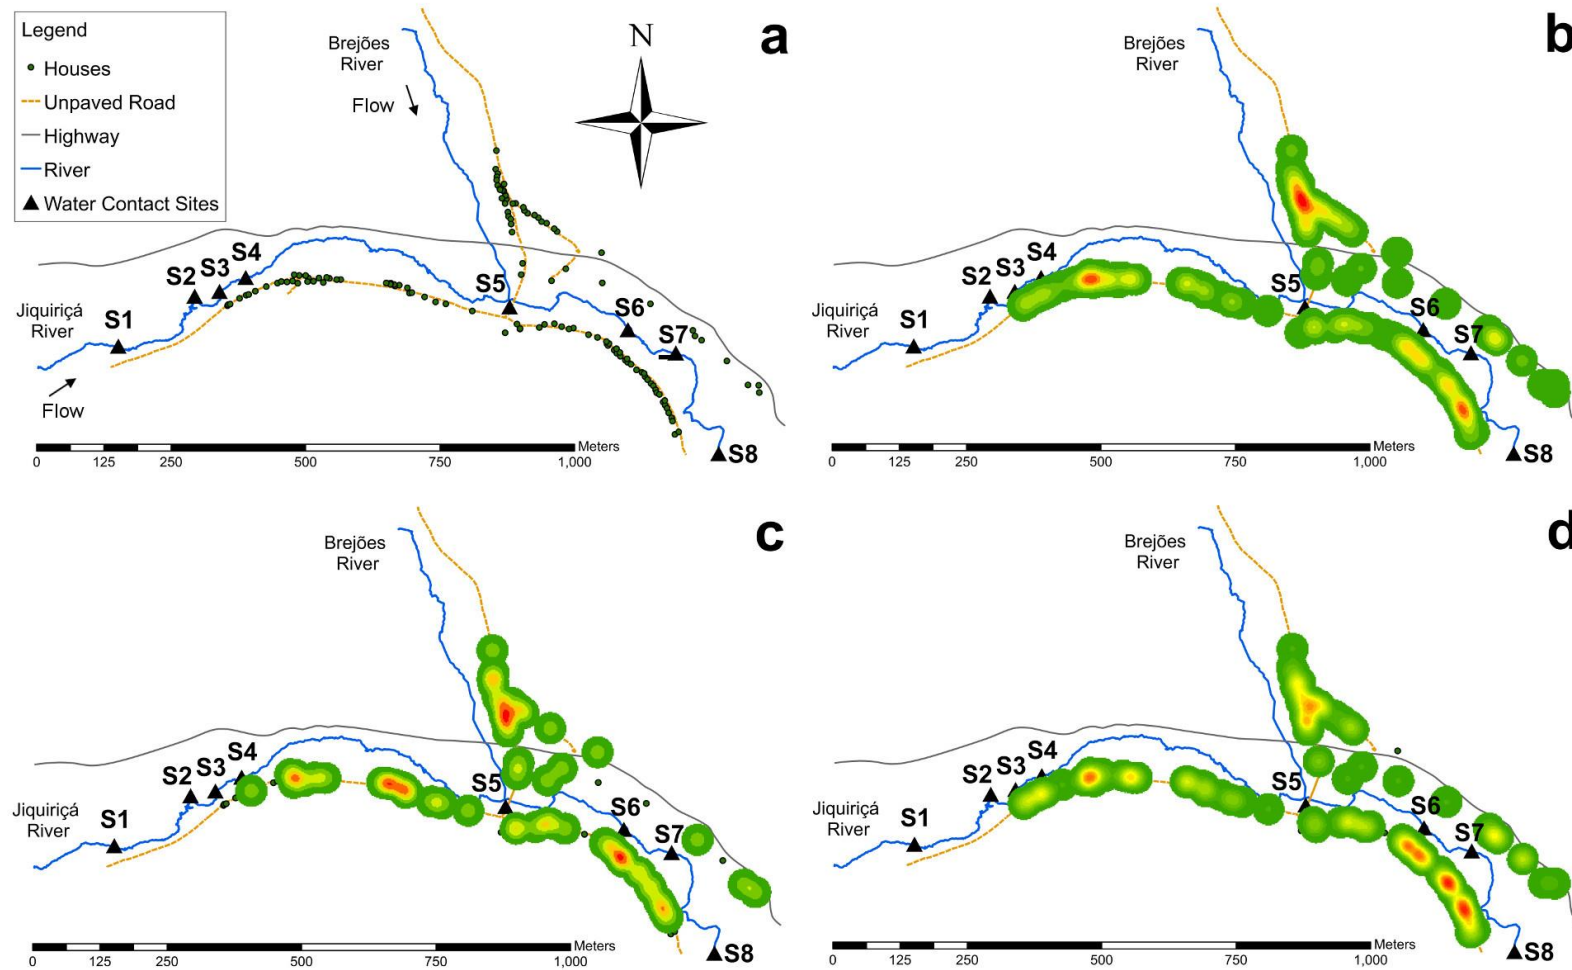 Legend
Houses
Unpaved Road
Highway
River
Water Contact Sites
Brejões
River
Flow
N
a
S4
S3
S2
S1
S5
S6
S7
S8
Jiquiriçá
River
Flow
Meters
0 125 250 500 750 1,000
b
Brejões
River
S4
S3
S2
S1
S5
S6
S7
S8
Jiquiriçá
River
Meters
0 125 250 500 750 1,000
c
Brejões
River
S4
S3
S2
S1
S5
S6
S7
S8
Jiquiriçá
River
Meters
0 125 250 500 750 1,000
d
Brejões
River
S4
S3
S2
S1
S5
S6
S7
S8
Jiquiriçá
River
Meters
0 125 250 500 750 1,000